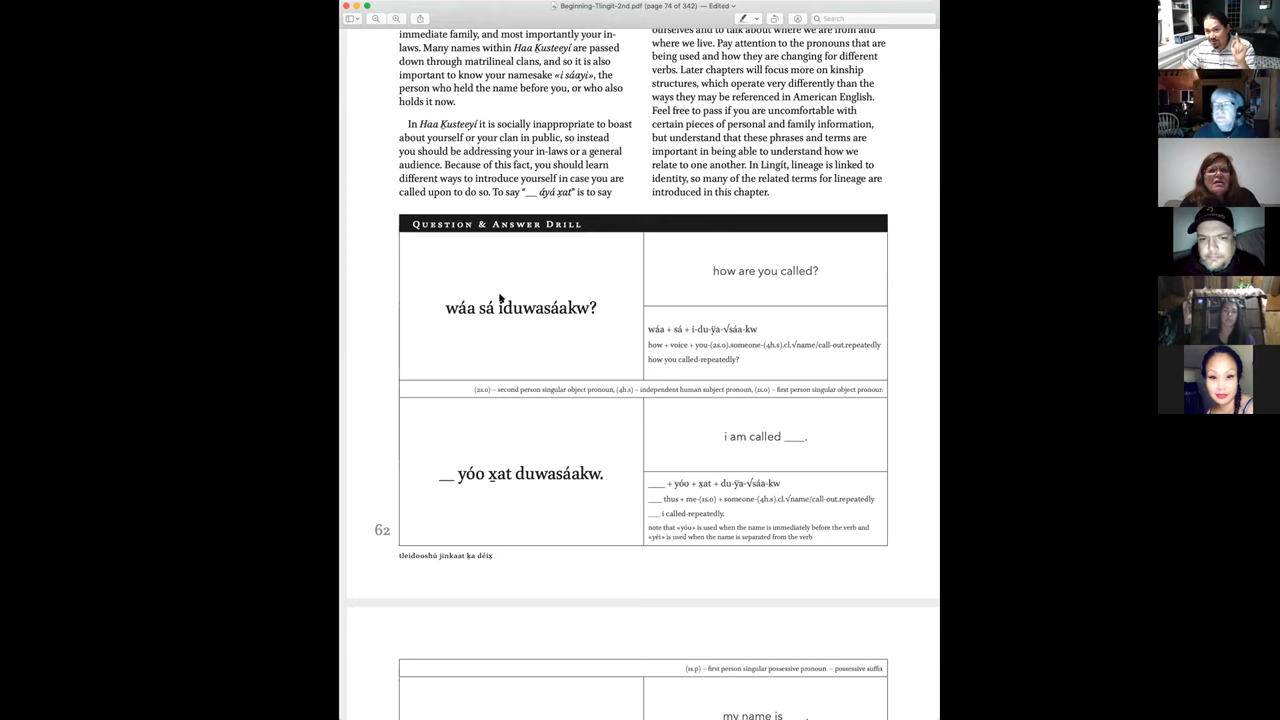 Beginning-Tlingit-2nd.pdf (page 74 of 342) — Edited
Search
immediate family, and most importantly your in-
laws. Many names within Haa Ḵusteeyí are passed
down through matrilineal clans, and so it is also
important to know your namesake «i sáayi», the
person who held the name before you, or who also
holds it now.
In Haa Ḵusteeyí it is socially inappropriate to boast
about yourself or your clan in public, so instead
you should be addressing your in-laws or a general
audience. Because of this fact, you should learn
different ways to introduce yourself in case you are
called upon to do so. To say “__ áyá x̱at” is to say
ourselves and to talk about where we are from and
where we live. Pay attention to the pronouns that are
being used and how they are changing for different
verbs. Later chapters will focus more on kinship
structures, which operate very differently than the
ways they may be referenced in American English.
Feel free to pass if you are uncomfortable with
certain pieces of personal and family information,
but understand that these phrases and terms are
important in being able to understand how we
relate to one another. In Lingít, lineage is linked to
identity, so many of the related terms for lineage are
introduced in this chapter.
Question & Answer Drill
wáa sá iduwasáakw?
how are you called?
wáa + sá + i-du-ÿa-√sáa-kw
how + voice + you-(2s.o).someone-(4h.s).cl.√name/call-out.repeatedly
how you called-repeatedly?
(2s.o) – second person singular object pronoun, (4h.s) – independent human subject pronoun, (1s.o) – first person singular object pronoun.
__ yóo x̱at duwasáakw.
i am called ____.
____ + yóo + x̱at + du-ÿa-√sáa-kw
____ thus + me-(1s.o) + someone-(4h.s).cl.√name/call-out.repeatedly
____ i called-repeatedly.
note that «yóo» is used when the name is immediately before the verb and
«yéi» is used when the name is separated from the verb
62
tleidooshú jinkaat ḵa déix̱
(1s.p) – first person singular possessive pronoun – possessive suffix
my name is ____.